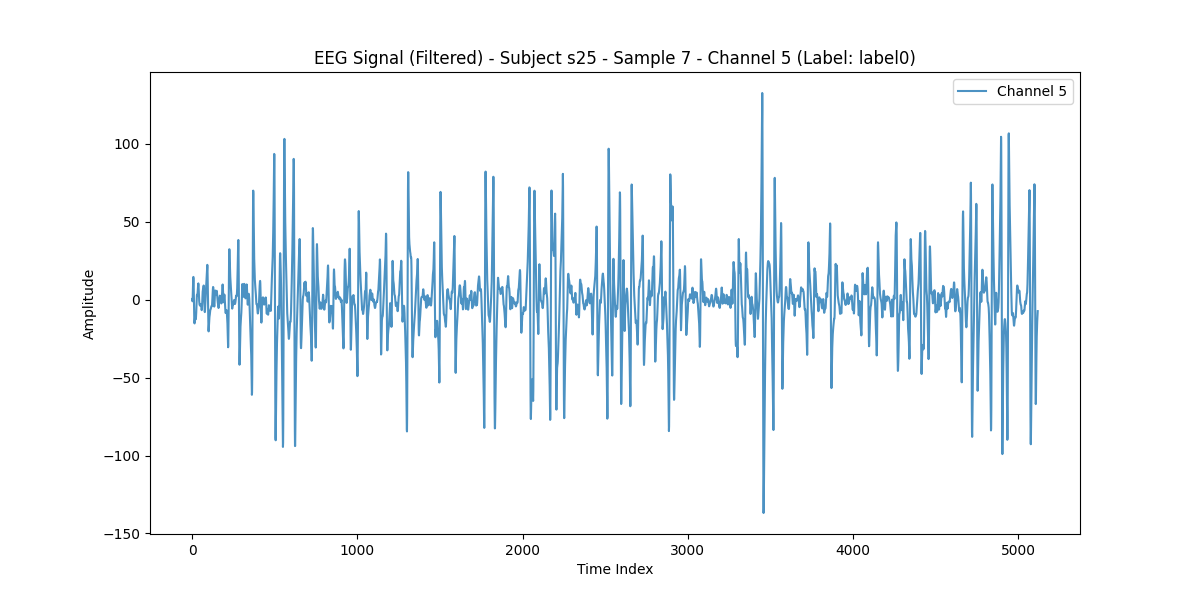 EEG Signal (Filtered) - Subject s25 - Sample 7 - Channel 5 (Label: label0)
Channel 5
100
50
0
−50
−100
−150
Amplitude
0 1000 2000 3000 4000 5000
Time Index